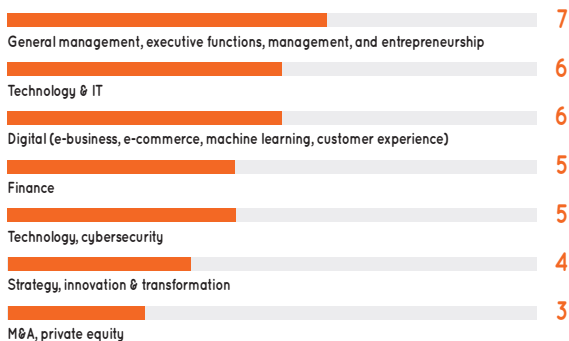 7
General management, executive functions, management, and entrepreneurship
6
Technology & IT
6
Digital (e-business, e-commerce, machine learning, customer experience)
5
Finance
5
Technology, cybersecurity
4
Strategy, innovation & transformation
3
M&A, private equity